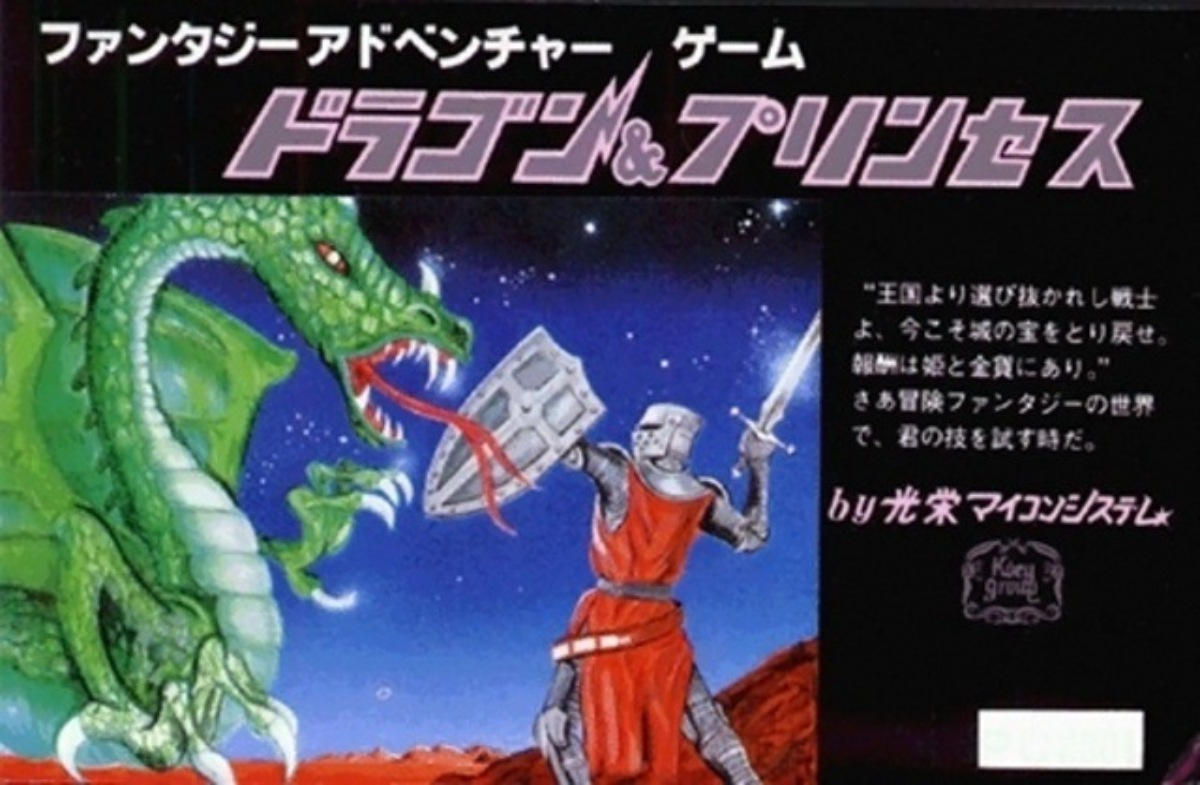 ファンタジーアドベンチャー ゲーム
ドラゴン&プリンセス
"王国より選び抜かれし戦士
よ、今こそ城の宝をとり戻せ。
報酬は姫と金貨にあり。"
さあ冒険ファンタジーの世界
で、君の技を試す時だ。
by 光栄マイコンシステム
Koey
group